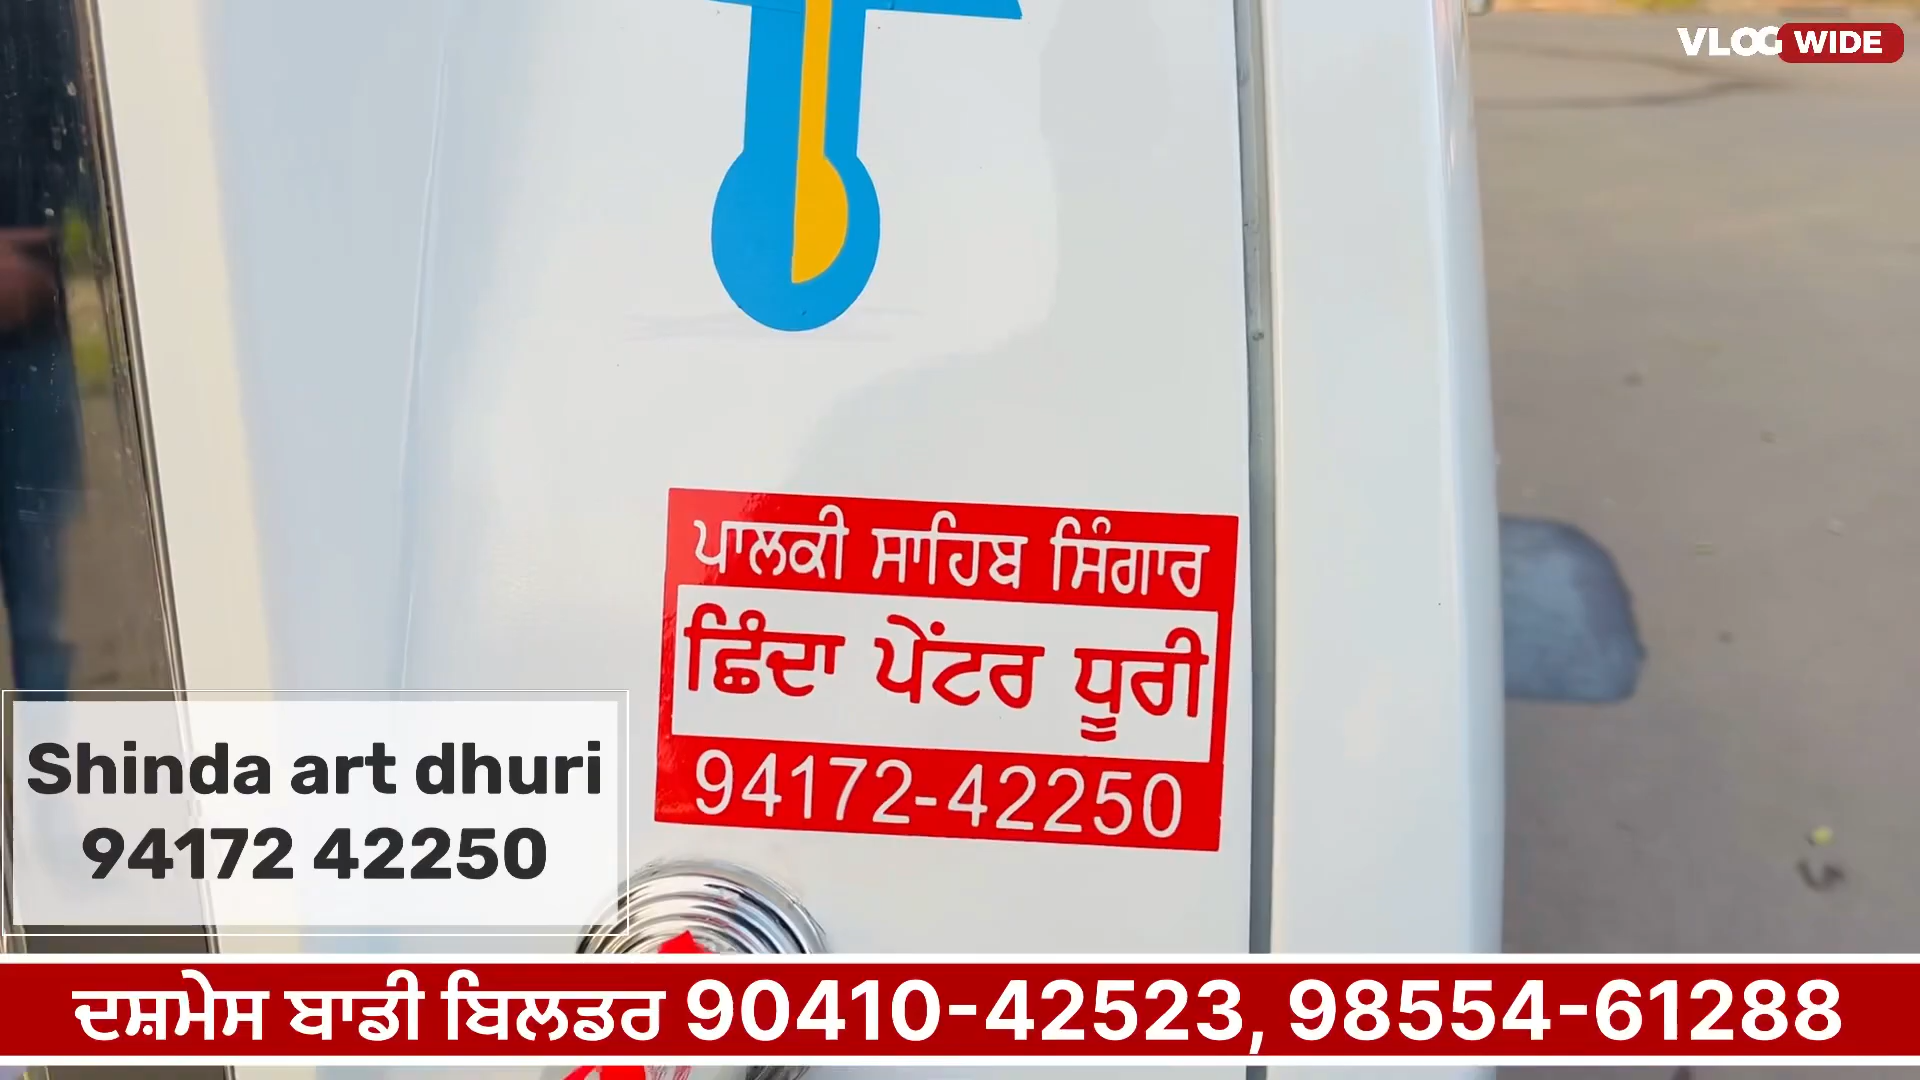 VLOG WIDE
ਪਾਲਕੀ ਸਾਹਿਬ ਸਿੰਗਾਰ
ਛਿੰਦਾ ਪੇਂਟਰ ਧੂਰੀ
94172-42250
Shinda art dhuri
94172 42250
ਦਸ਼ਮੇਸ ਬਾਡੀ ਬਿਲਡਰ 90410-42523, 98554-61288